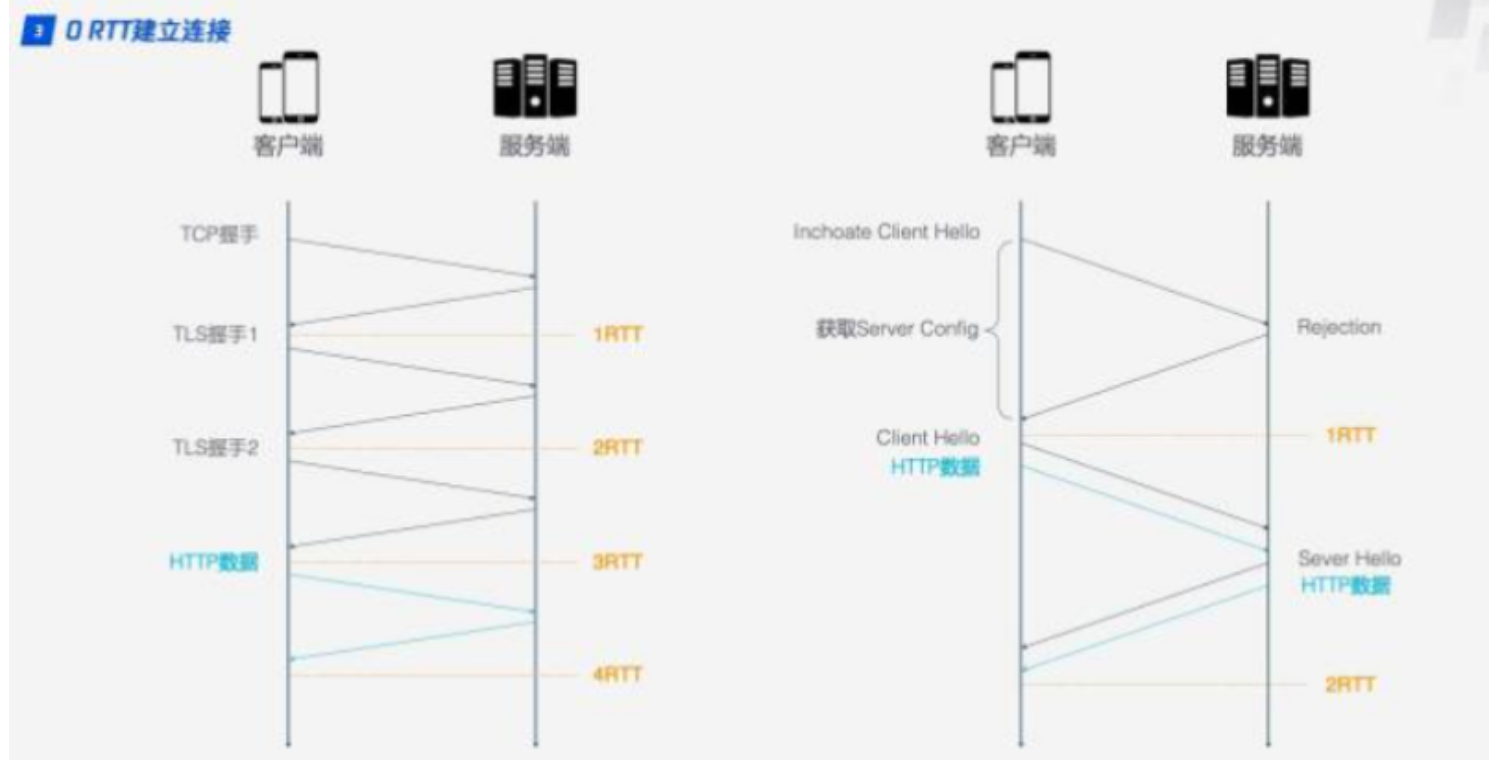 3 0 RTT建立连接
客户端
服务端
TCP握手
TLS握手1
1RTT
TLS握手2
2RTT
HTTP数据
3RTT
4RTT
客户端
服务端
Inchoate Client Hello
获取Server Config
Rejection
1RTT
Client Hello
HTTP数据
Sever Hello
HTTP数据
2RTT